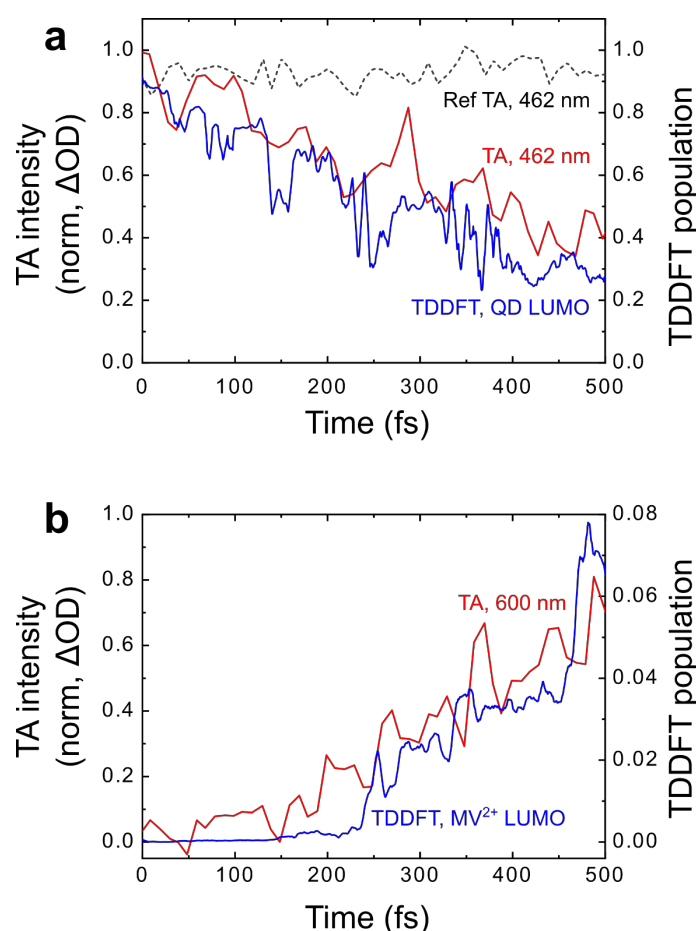 a
1.0
0.8
0.6
0.4
0.2
0.0
TA intensity
(norm, ΔOD)
Ref TA, 462 nm
TA, 462 nm
TDDFT, QD LUMO
1.0
0.8
0.6
0.4
0.2
0.0
TDDFT population
0 100 200 300 400 500
Time (fs)
b
1.0
0.8
0.6
0.4
0.2
0.0
TA intensity
(norm, ΔOD)
TA, 600 nm
TDDFT, MV²⁺ LUMO
0.08
0.06
0.04
0.02
0.00
TDDFT population
0 100 200 300 400 500
Time (fs)